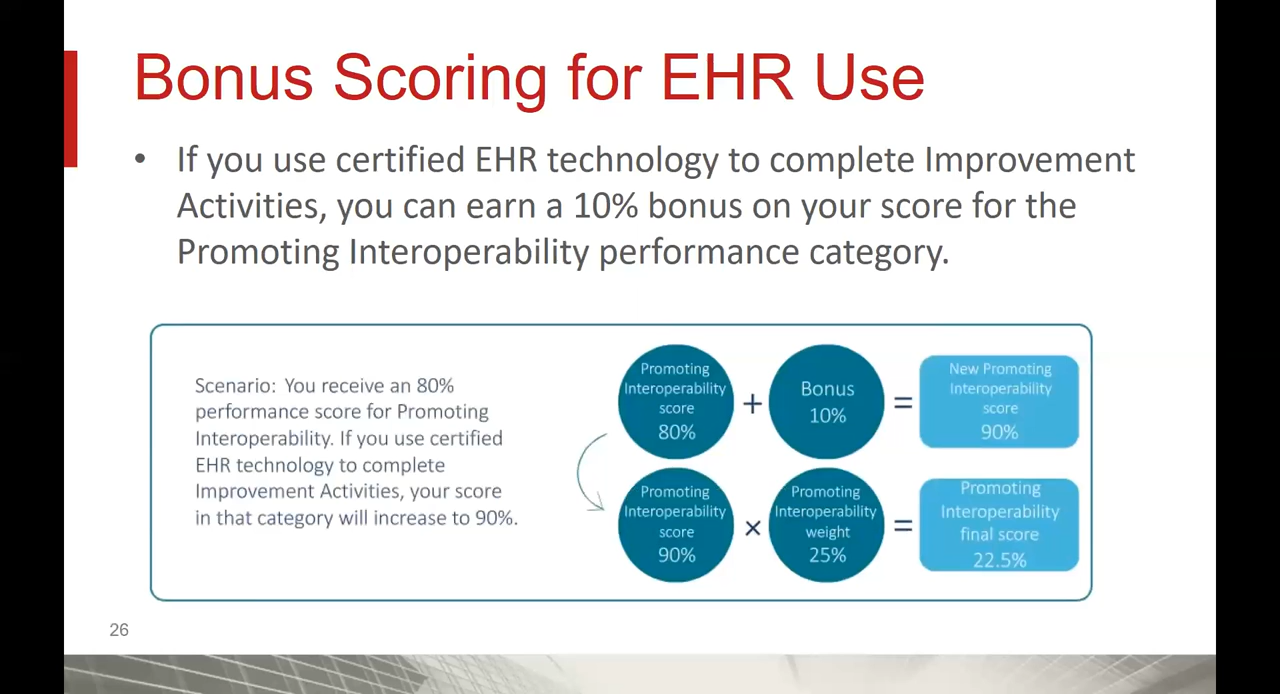 Bonus Scoring for EHR Use
• If you use certified EHR technology to complete Improvement
Activities, you can earn a 10% bonus on your score for the
Promoting Interoperability performance category.
Scenario: You receive an 80%
performance score for Promoting
Interoperability. If you use certified
EHR technology to complete
Improvement Activities, your score
in that category will increase to 90%.
Promoting
Interoperability
score
80%
+
Bonus
10%
=
New Promoting
Interoperability
score
90%
Promoting
Interoperability
score
90%
×
Promoting
Interoperability
weight
25%
=
Promoting
Interoperability
final score
22.5%
26